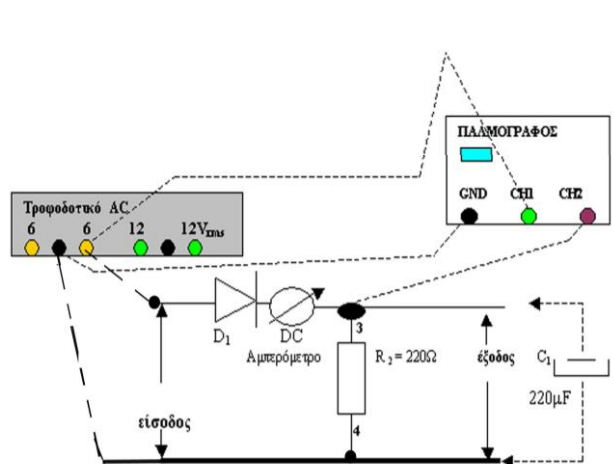 ΠΑΛΜΟΓΡΑΦΟΣ
GND CH1 CH2
Τροφοδοτικό AC
6 6 12 12Vrms
D1 DC
Αμπερόμετρο
3
R2 = 220Ω
4
είσοδος
έξοδος
C1
220μF